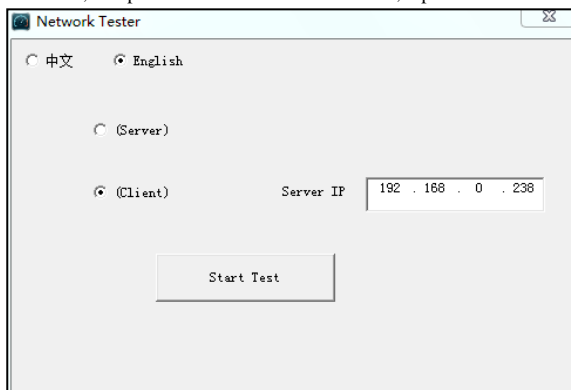 Network Tester
中文 English
(Server)
(Client) Server IP 192 . 168 . 0 . 238
Start Test